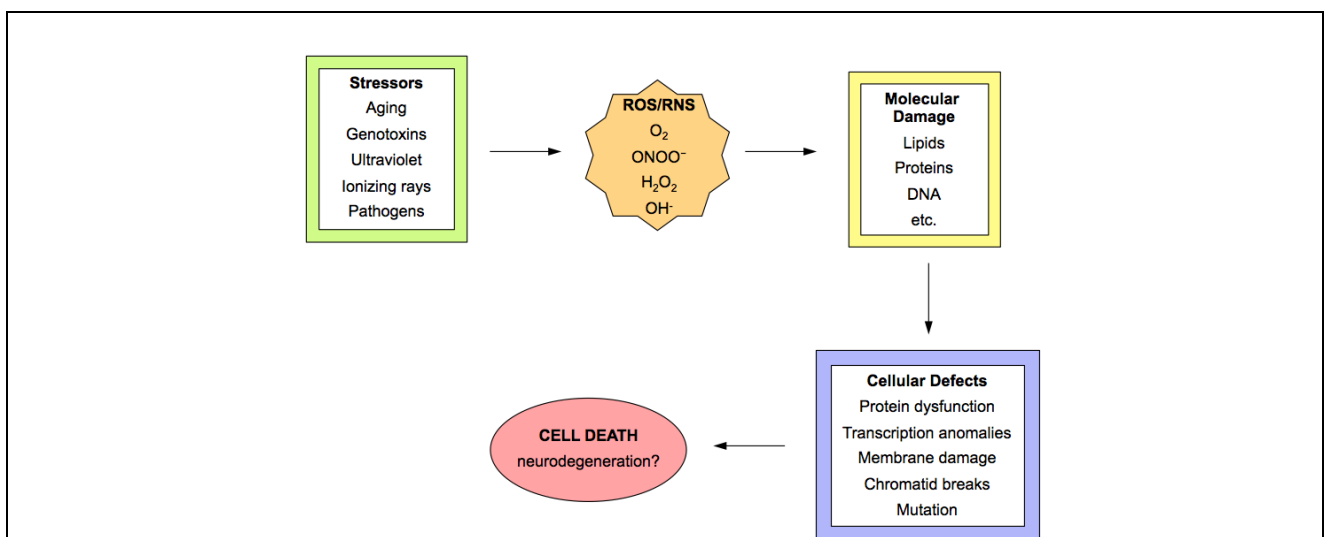 Stressors
Aging
Genotoxins
Ultraviolet
Ionizing rays
Pathogens
ROS/RNS
O₂
ONOO⁻
H₂O₂
OH⁻
Molecular
Damage
Lipids
Proteins
DNA
etc.
Cellular Defects
Protein dysfunction
Transcription anomalies
Membrane damage
Chromatid breaks
Mutation
CELL DEATH
neurodegeneration?